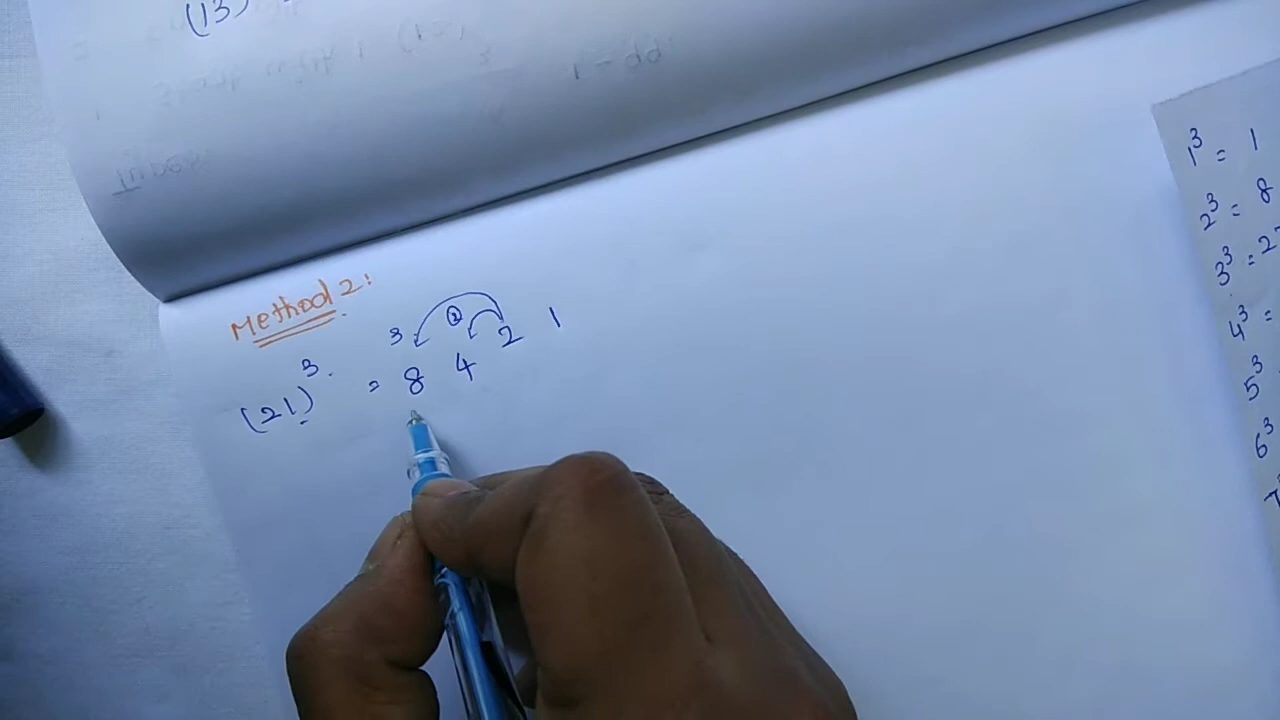 (13)
Method 2:
3 ② 2 1
(21)³ = 8 4
1³ = 1
2³ = 8
3³ = 2
4³ =
5³
6³